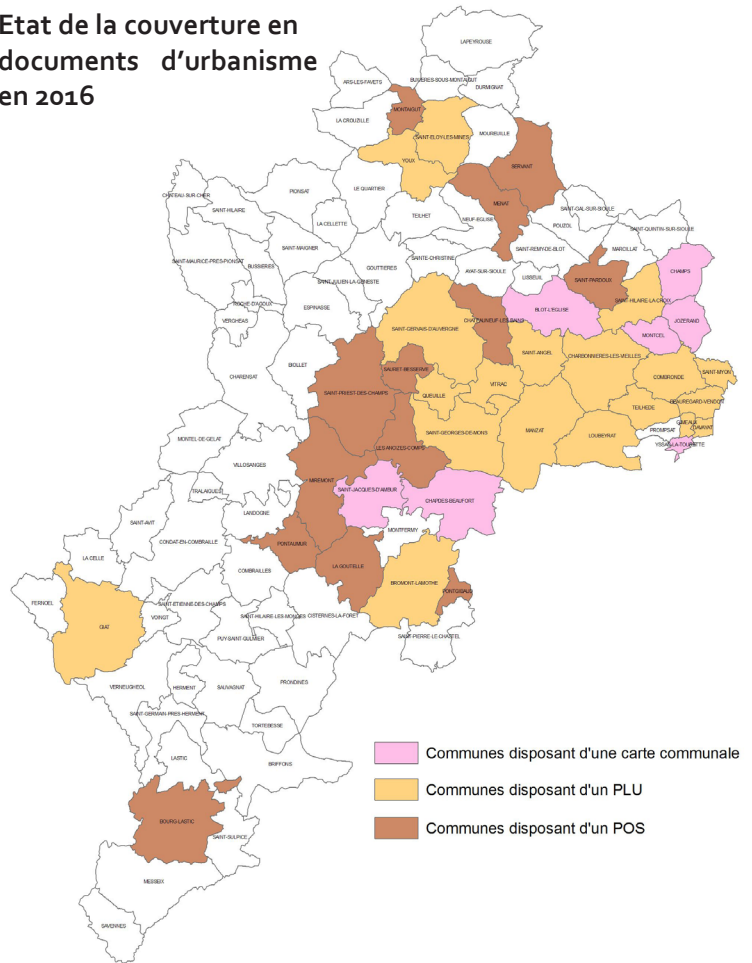 Etat de la couverture en
documents d'urbanisme
en 2016
LAPEYROUSE
ARS-LES-FAVETS
BUXIERES-SOUS-MONTAIGUT
DURMIGNAT
MONTAIGUT
LA CROUZILLE
SAINT-ELOY-LES-MINES
MOUREUILLE
YOUX
SERVANT
CHATEAU-SUR-CHER
PIONSAT
LE QUARTIER
MENAT
SAINT-HILAIRE
LA CELLETTE
TEILHET
NEUF-EGLISE
POUZOL
SAINT-GAL-SUR-SIOULE
SAINT-QUINTIN-SUR-SIOULE
SAINT-MAURICE-PRES-PIONSAT
SAINT-MAIGNER
BUSSIERES
GOUTTIERES
SAINTE-CHRISTINE
AYAT-SUR-SIOULE
SAINT-REMY-DE-BLOT
MARCILLAT
LISSEUIL
CHAMPS
SAINT-JULIEN-LA-GENESTE
SAINT-PARDOUX
ROCHE-D'AGOUX
ESPINASSE
SAINT-HILAIRE-LA-CROIX
VERGHEAS
BLOT-L'EGLISE
CHATEAUNEUF-LES-BAINS
JOZERAND
SAINT-GERVAIS-D'AUVERGNE
MONTCEL
BIOLLET
SAINT-ANGEL
CHARBONNIERES-LES-VIEILLES
CHARENSAT
SAURET-BESSERVE
COMBRONDE
SAINT-MYON
VITRAC
SAINT-PRIEST-DES-CHAMPS
QUEUILLE
BEAUREGARD-VENDON
TEILHEDE
GIMEAUX
DAVAYAT
PROMPSAT
SAINT-GEORGES-DE-MONS
MANZAT
LOUBEYRAT
YSSAC-LA-TOURETTE
MONTEL-DE-GELAT
LES ANCIZES-COMPS
VILLOSANGES
MIREMONT
SAINT-JACQUES-D'AMBUR
CHAPDES-BEAUFORT
TRALAIGUES
LANDOGNE
SAINT-AVIT
MONTFERMY
CONDAT-EN-COMBRAILLE
PONTAUMUR
LA CELLE
LA GOUTELLE
COMBRAILLES
BROMONT-LAMOTHE
PONTGIBAUD
FERNOEL
SAINT-ETIENNE-DES-CHAMPS
GIAT
VOINGT
SAINT-HILAIRE-LES-MONGES
CISTERNES-LA-FORET
SAINT-PIERRE-LE-CHASTEL
PUY-SAINT-GULMIER
VERNEUGHEOL
HERMENT
SAUVAGNAT
PRONDINES
SAINT-GERMAIN-PRES-HERMENT
TORTEBESSE
LASTIC
BRIFFONS
BOURG-LASTIC
SAINT-SULPICE
MESSEIX
SAVENNES
Communes disposant d'une carte communale
Communes disposant d'un PLU
Communes disposant d'un POS